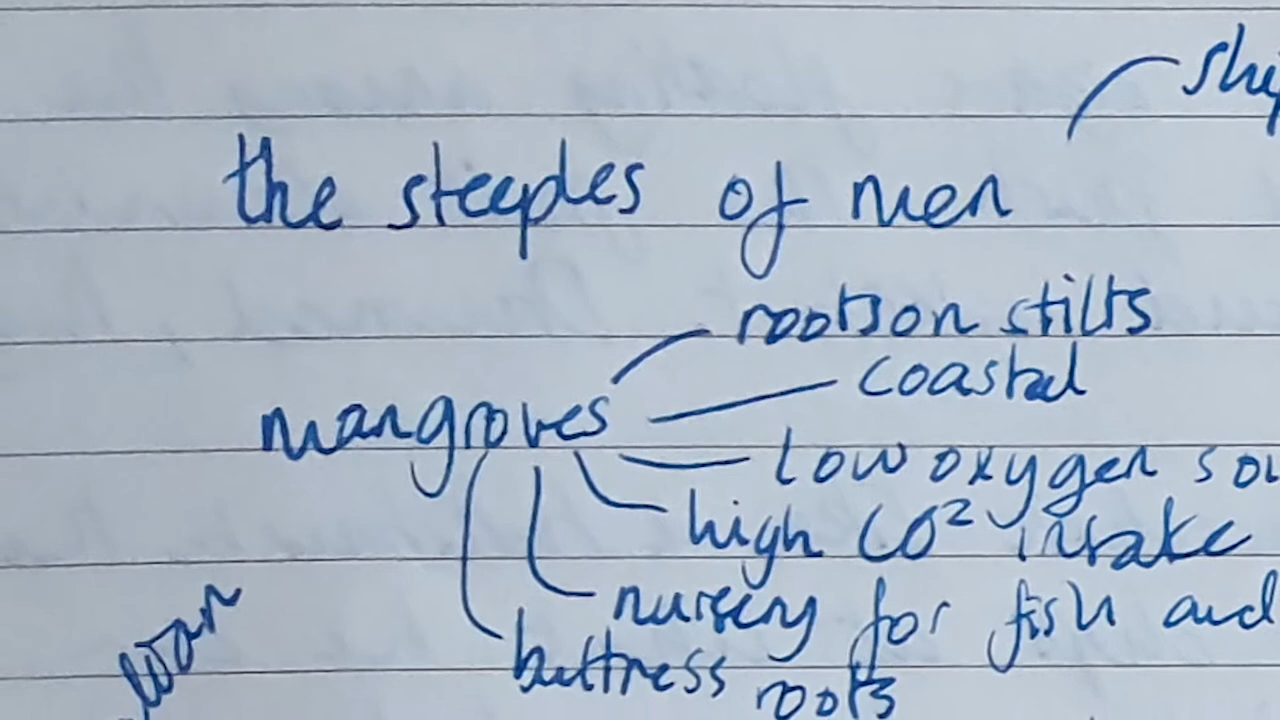 the steeples of men
roots on stilts
mangroves
coastal
low oxygen
high CO² intake
nursery for fish and
buttress
roots